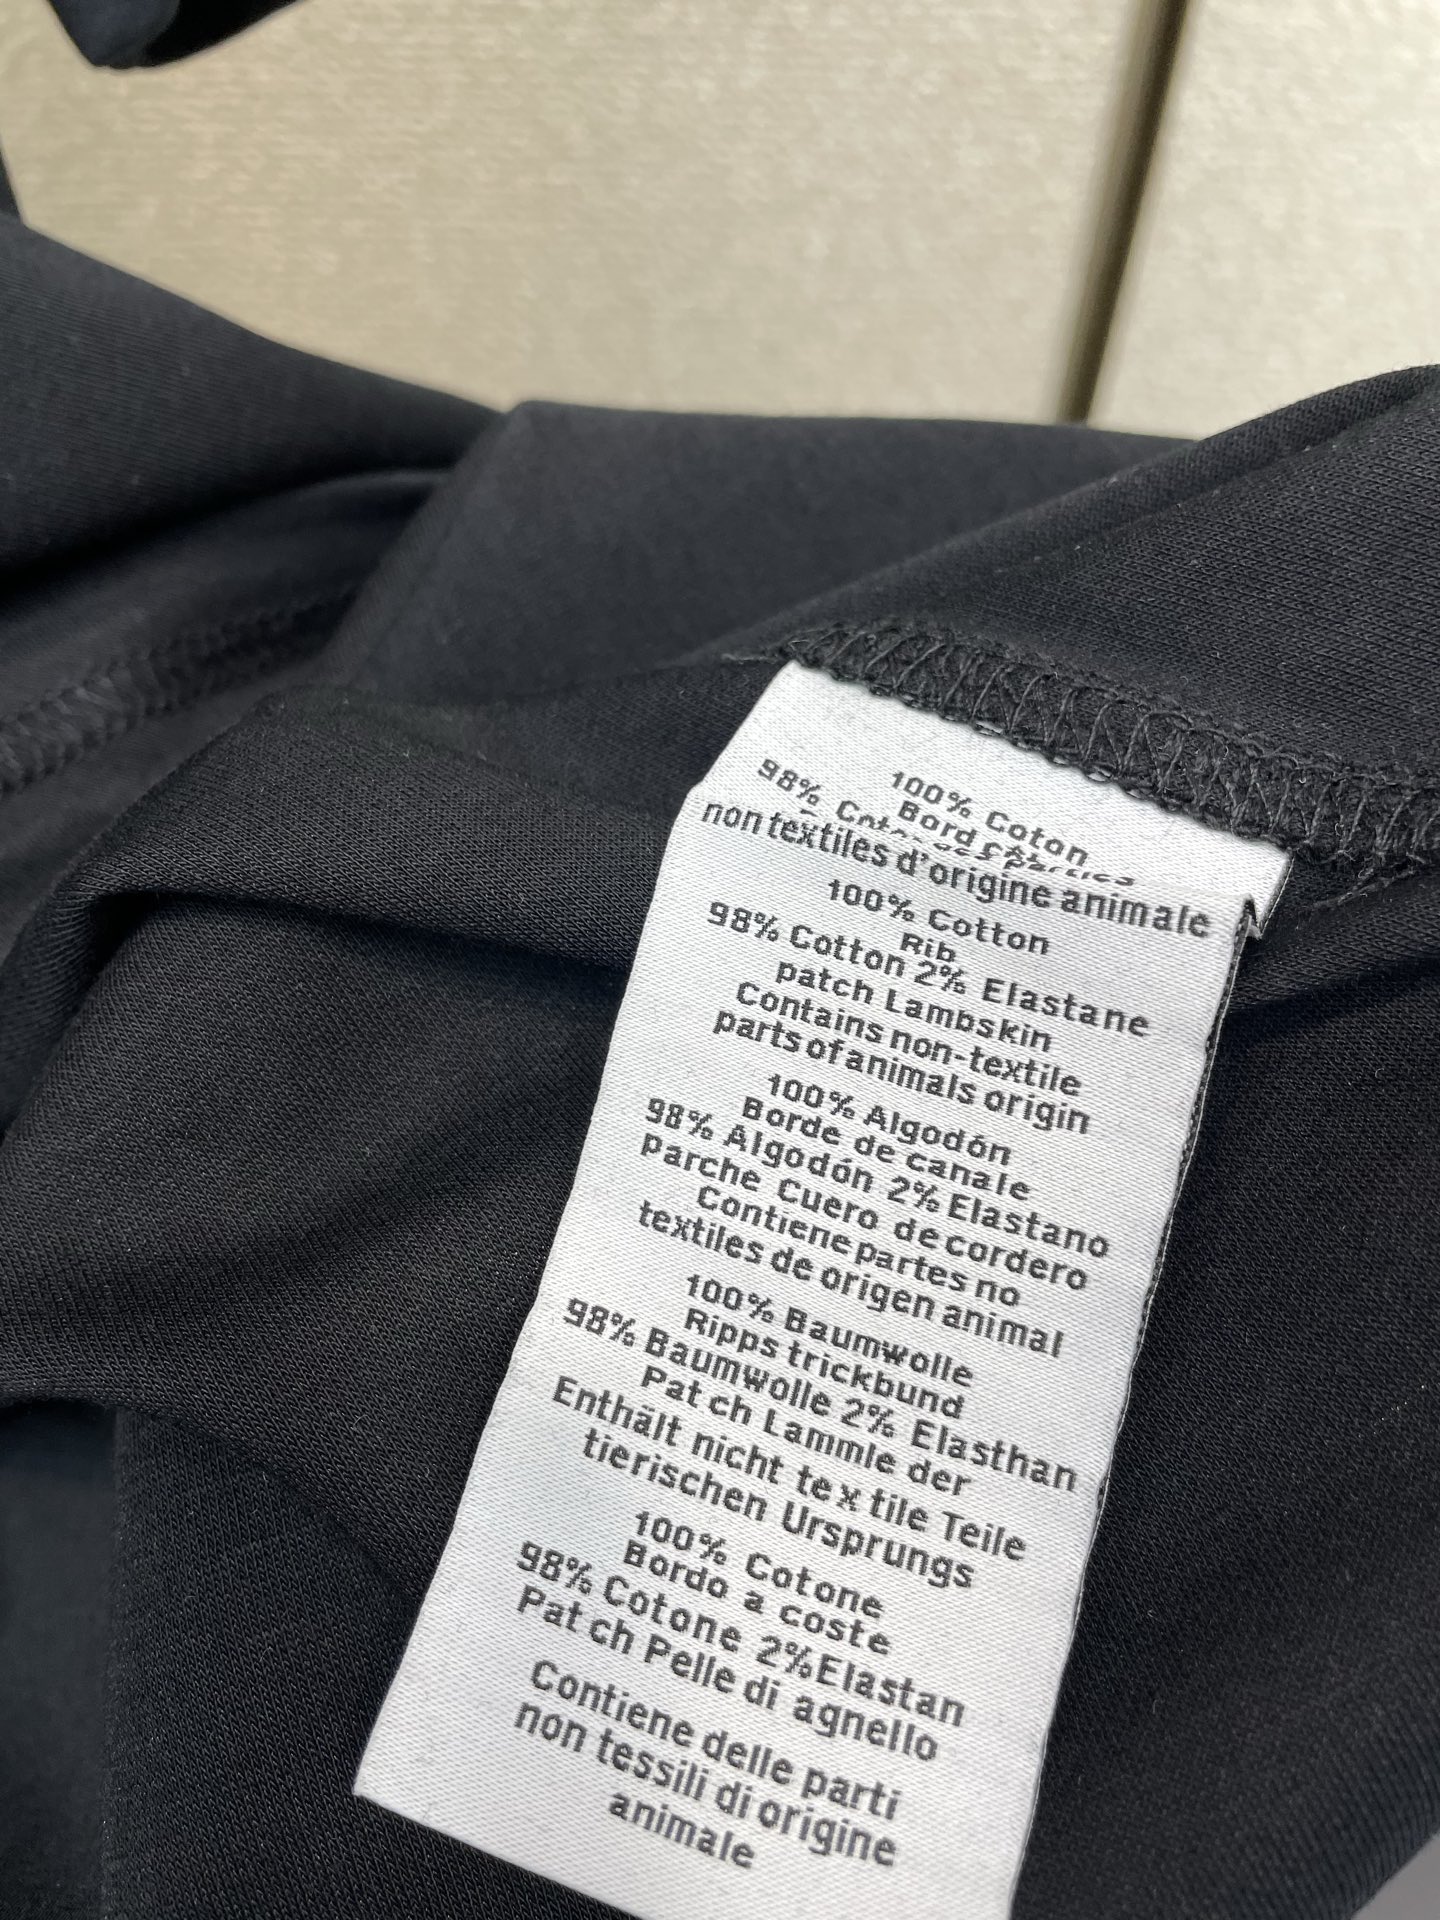 100% Coton
Bord
98%
non textiles d'origine animale
100% Cotton
Rib
98% Cotton 2% Elastane
patch Lambskin
Contains non-textile
parts of animals origin
100% Algodón
Borde de canale
98% Algodón 2% Elastano
parche Cuero de cordero
Contiene partes no
textiles de origen animal
100% Baumwolle
Ripps trickbund
98% Baumwolle 2% Elasthan
Pat ch Lammle der
Enthält nicht te x tile Teile
tierischen Ursprungs
100% Cotone
Bordo a coste
98% Cotone 2%Elastan
Pat ch Pelle di agnello
Contiene delle parti
non tessili di origine
animale